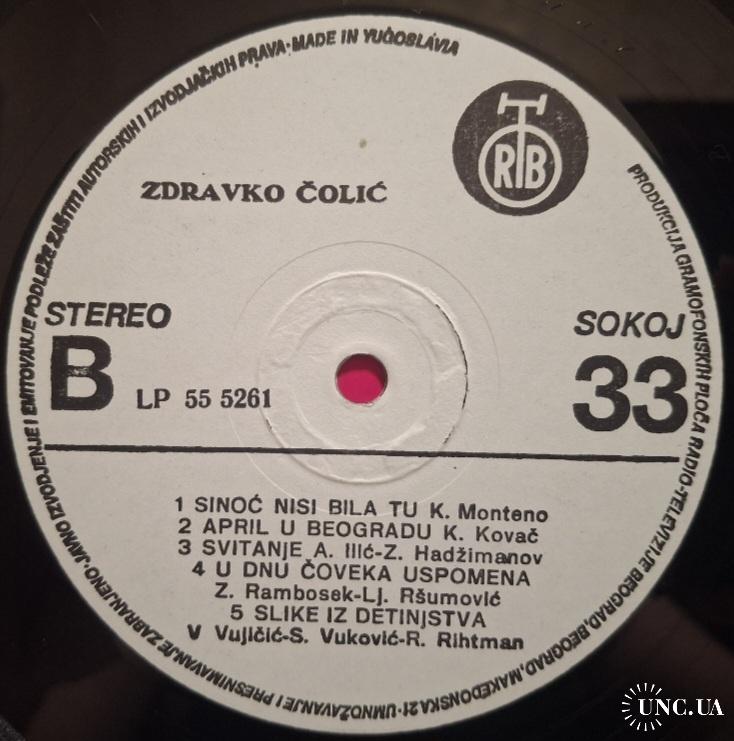 JAVNO IZVODJENJE I EMITOVANJE PODLEŽE ZAŠTITI AUTORSKIH I IZVODJAČKIH PRAVA·MADE IN YUGOSLAVIA
PRODUKCIJA GRAMOFONSKIH PLOČA RADIO-TELEVIZIJE BEOGRAD,BEOGRAD,MAKEDONSKA 21·UMNOŽAVANJE I PRESNIMAVANJE ZABRANJENO·
RTB
ZDRAVKO ČOLIĆ
STEREO
SOKOJ
B
LP 55 5261
33
1 SINOĆ NISI BILA TU K. Monteno
2 APRIL U BEOGRADU K. Kovač
3 SVITANJE A. Ilić-Z. Hadžimanov
4 U DNU ČOVEKA USPOMENA
Z. Rambosek-Lj. Ršumović
5 SLIKE IZ DETINJSTVA
V Vujičić-S. Vuković-R. Rihtman
UNC.UA